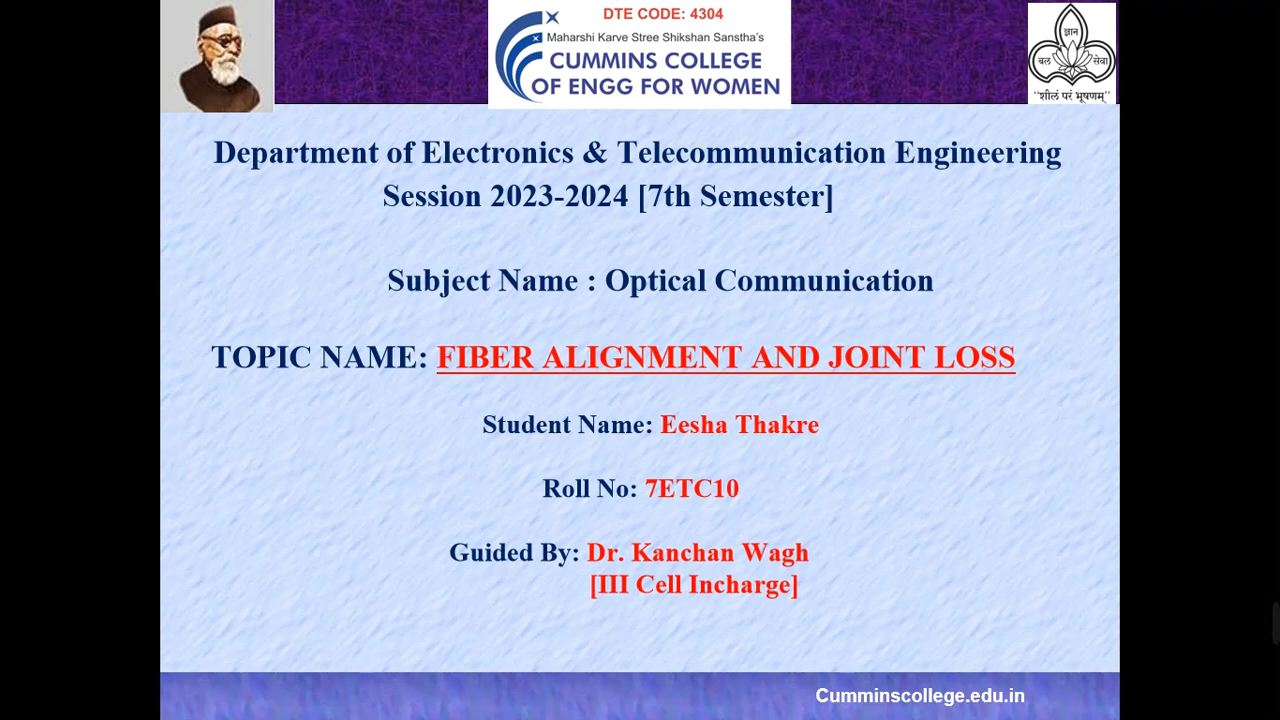 DTE CODE: 4304
Maharshi Karve Stree Shikshan Sanstha's
CUMMINS COLLEGE
OF ENGG FOR WOMEN
ज्ञान
बल सेवा
"शीलं परं भूषणम्"
Department of Electronics & Telecommunication Engineering
Session 2023-2024 [7th Semester]
Subject Name : Optical Communication
TOPIC NAME: FIBER ALIGNMENT AND JOINT LOSS
Student Name: Eesha Thakre
Roll No: 7ETC10
Guided By: Dr. Kanchan Wagh
[III Cell Incharge]
Cumminscollege.edu.in